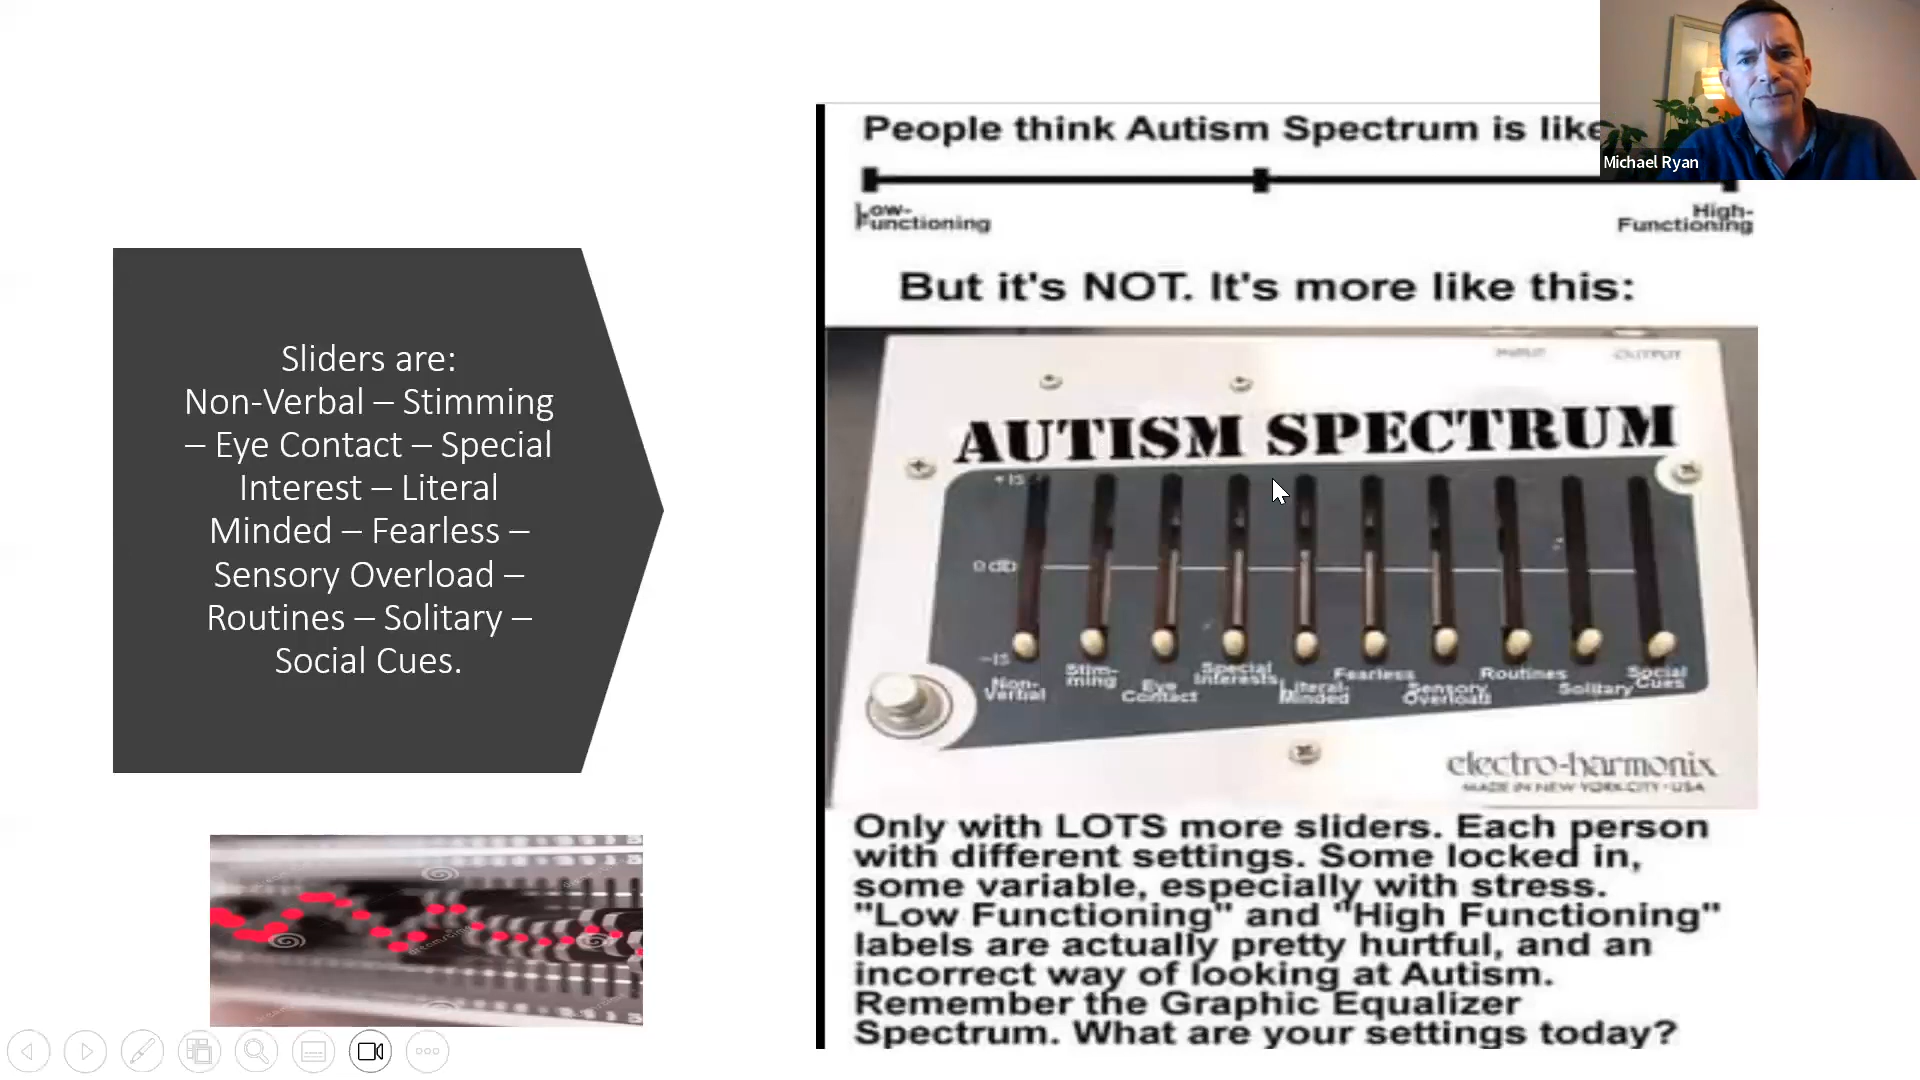 Sliders are:
Non-Verbal – Stimming
– Eye Contact – Special
Interest – Literal
Minded – Fearless –
Sensory Overload –
Routines – Solitary –
Social Cues.
People think Autism Spectrum is like
Low-
Functioning
High-
Functioning
But it's NOT. It's more like this:
INPUT
OUTPUT
AUTISM SPECTRUM
+15
0 dB
-15
Non-
Verbal
Stim-
ming
Eye
Contact
Special
Interests
Literal-
Minded
Fearless
Sensory
Overload
Routines
Solitary
Social
Cues
electro-harmonix
MADE IN NEW YORK CITY • USA
Only with LOTS more sliders. Each person
with different settings. Some locked in,
some variable, especially with stress.
"Low Functioning" and "High Functioning"
labels are actually pretty hurtful, and an
incorrect way of looking at Autism.
Remember the Graphic Equalizer
Spectrum. What are your settings today?
Michael Ryan